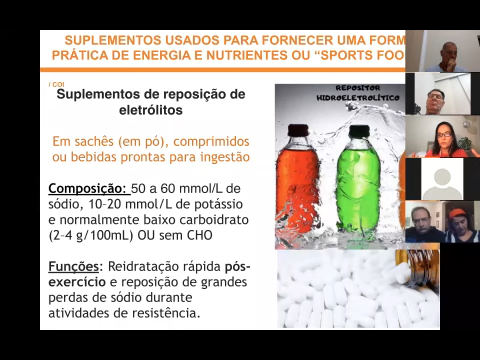 SUPLEMENTOS USADOS PARA FORNECER UMA FORM
PRÁTICA DE ENERGIA E NUTRIENTES OU “SPORTS FOO
Suplementos de reposição de
eletrólitos
Em sachês (em pó), comprimidos
ou bebidas prontas para ingestão
Composição: 50 a 60 mmol/L de
sódio, 10–20 mmol/L de potássio
e normalmente baixo carboidrato
(2–4 g/100mL) OU sem CHO
Funções: Reidratação rápida pós-
exercício e reposição de grandes
perdas de sódio durante
atividades de resistência.
REPOSITOR
HIDROELETROLÍTICO